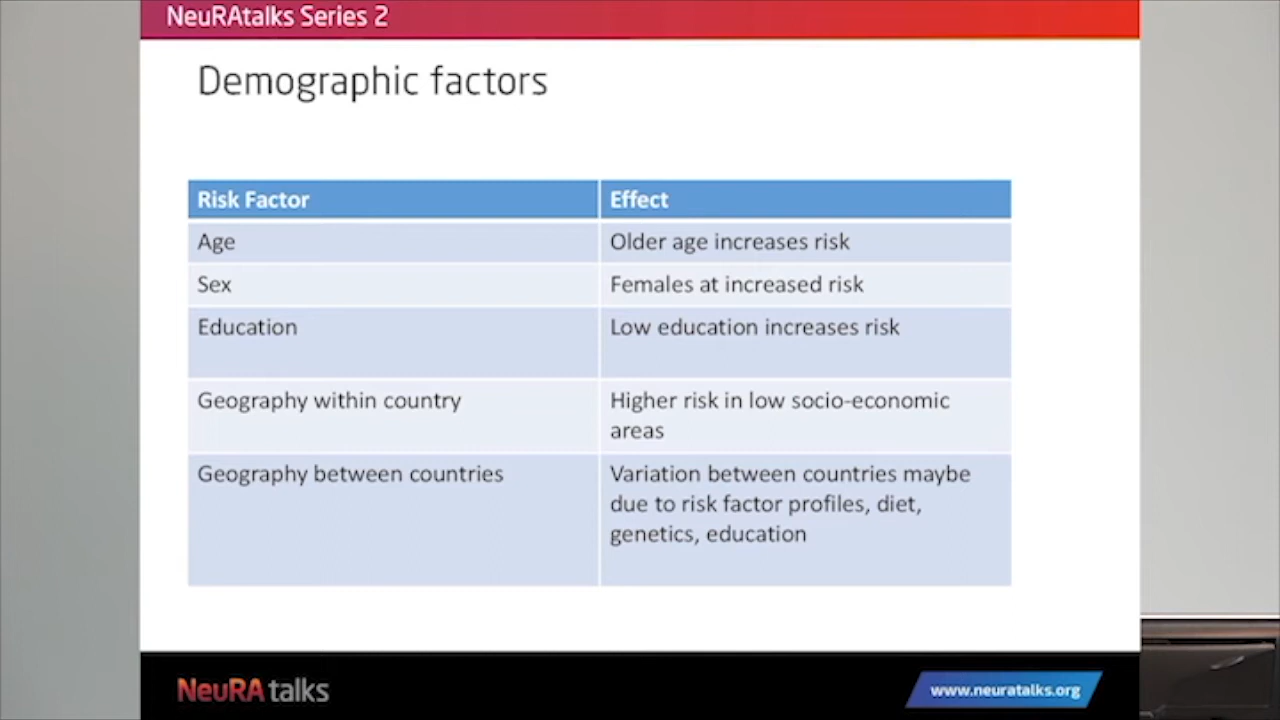 NeuRAtalks Series 2
Demographic factors
Risk Factor
Effect
Age
Older age increases risk
Sex
Females at increased risk
Education
Low education increases risk
Geography within country
Higher risk in low socio-economic
areas
Geography between countries
Variation between countries maybe
due to risk factor profiles, diet,
genetics, education
NeuRA talks
www.neuratalks.org